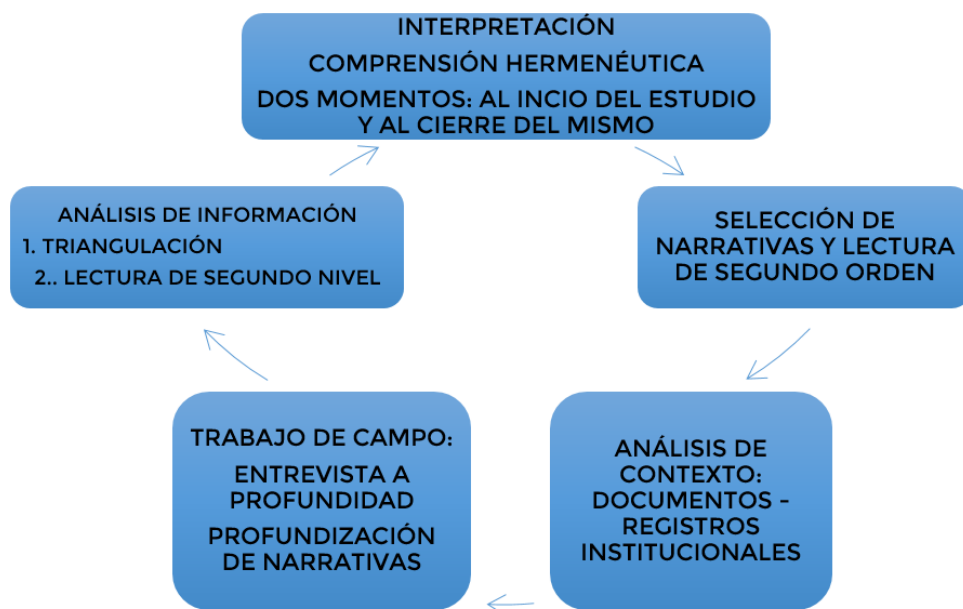 INTERPRETACIÓN
COMPRENSIÓN HERMENÉUTICA
DOS MOMENTOS: AL INCIO DEL ESTUDIO
Y AL CIERRE DEL MISMO
SELECCIÓN DE
NARRATIVAS Y LECTURA
DE SEGUNDO ORDEN
ANÁLISIS DE
CONTEXTO:
DOCUMENTOS -
REGISTROS
INSTITUCIONALES
TRABAJO DE CAMPO:
ENTREVISTA A
PROFUNDIDAD
PROFUNDIZACIÓN
DE NARRATIVAS
ANÁLISIS DE INFORMACIÓN
1. TRIANGULACIÓN
2.. LECTURA DE SEGUNDO NIVEL